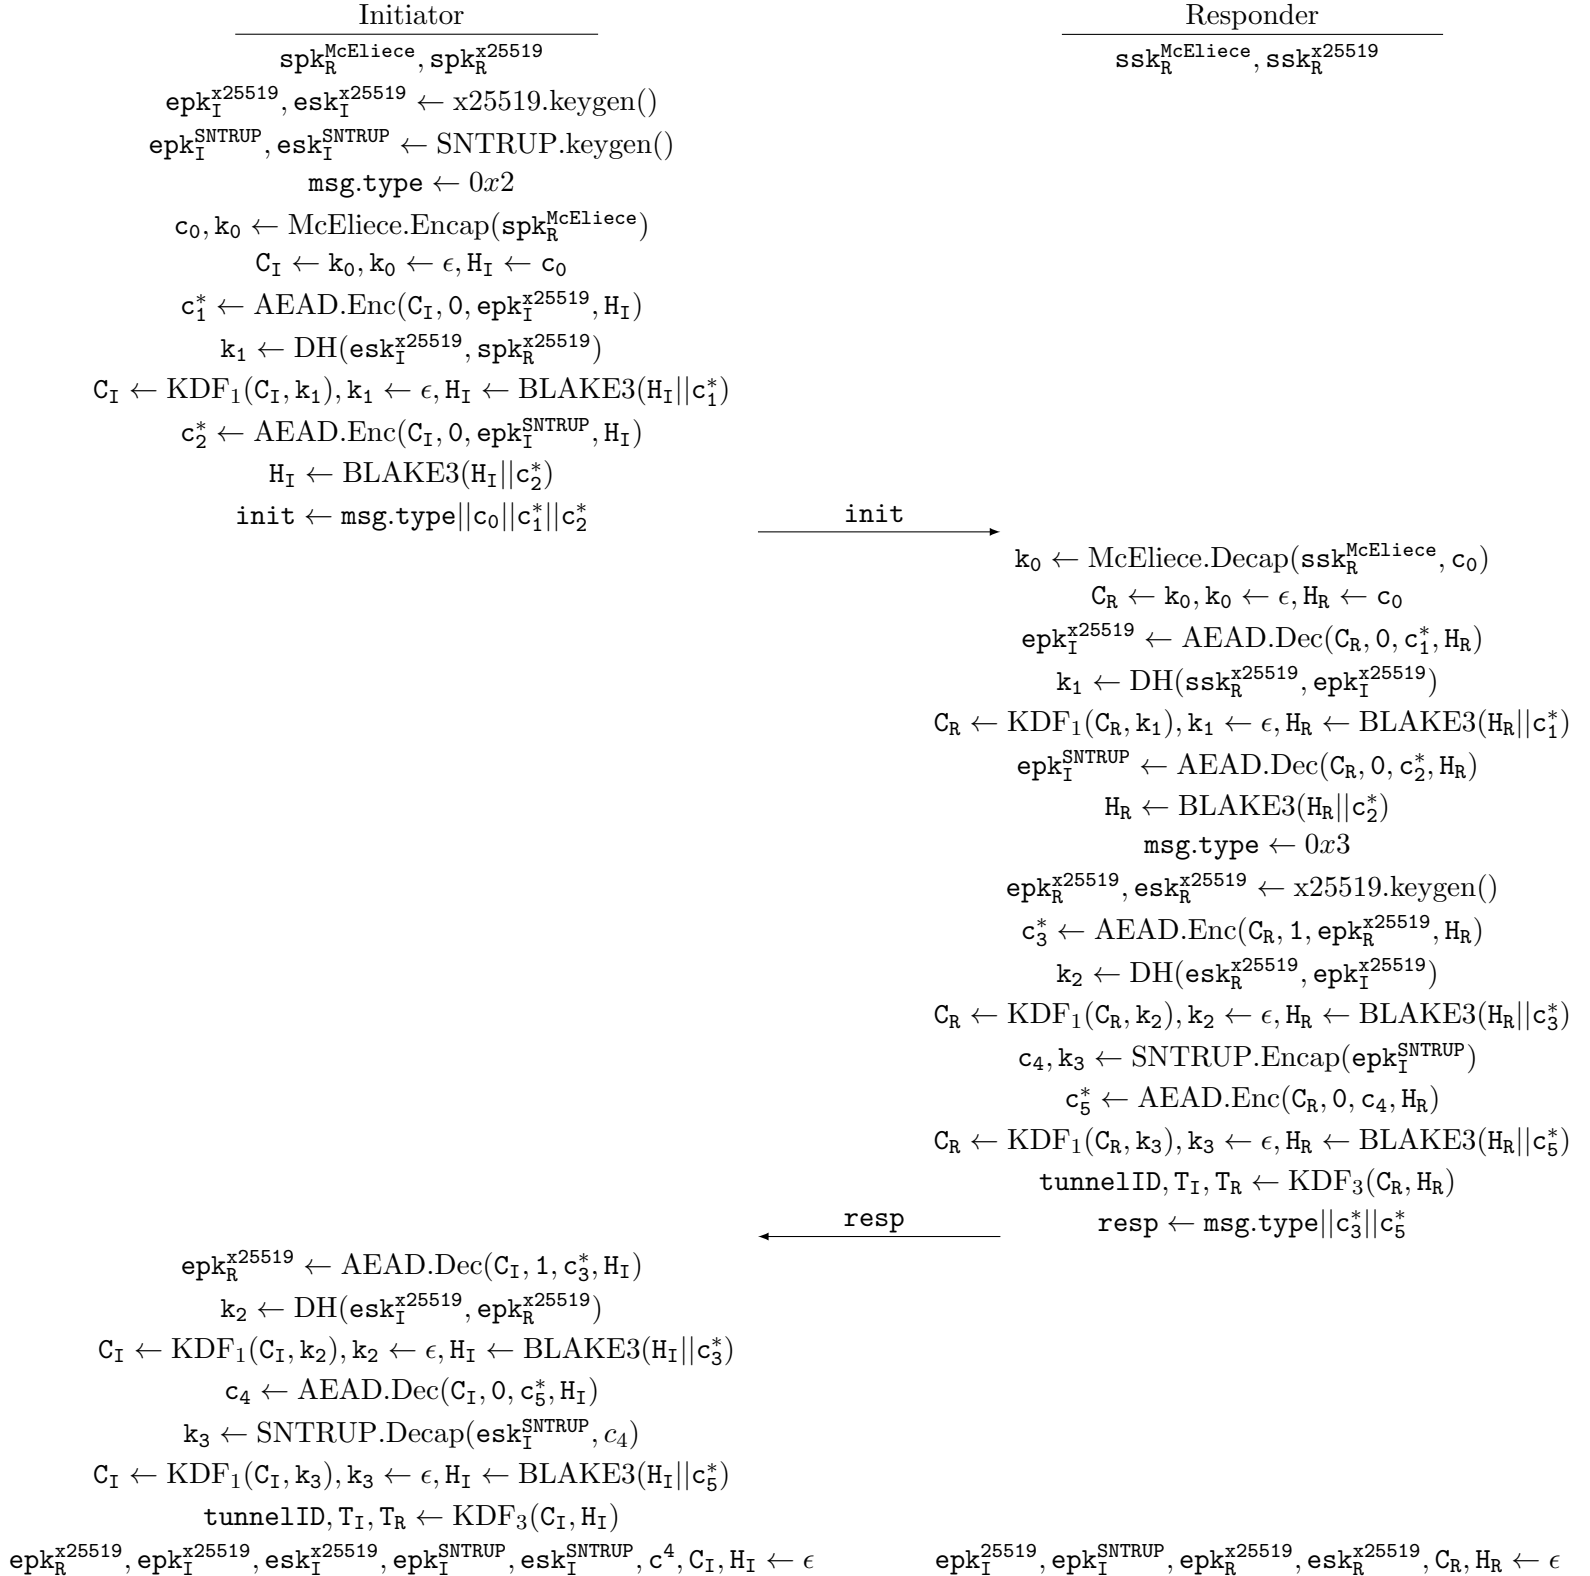 Initiator Responder
spk_R^McEliece, spk_R^x25519 ssk_R^McEliece, ssk_R^x25519
epk_I^x25519, esk_I^x25519 ← x25519.keygen()
epk_I^SNTRUP, esk_I^SNTRUP ← SNTRUP.keygen()
msg.type ← 0x2
c_0, k_0 ← McEliece.Encap(spk_R^McEliece)
C_I ← k_0, k_0 ← ϵ, H_I ← c_0
c_1^* ← AEAD.Enc(C_I, 0, epk_I^x25519, H_I)
k_1 ← DH(esk_I^x25519, spk_R^x25519)
C_I ← KDF_1(C_I, k_1), k_1 ← ϵ, H_I ← BLAKE3(H_I||c_1^*)
c_2^* ← AEAD.Enc(C_I, 0, epk_I^SNTRUP, H_I)
H_I ← BLAKE3(H_I||c_2^*)
init ← msg.type||c_0||c_1^*||c_2^* init
k_0 ← McEliece.Decap(ssk_R^McEliece, c_0)
C_R ← k_0, k_0 ← ϵ, H_R ← c_0
epk_I^x25519 ← AEAD.Dec(C_R, 0, c_1^*, H_R)
k_1 ← DH(ssk_R^x25519, epk_I^x25519)
C_R ← KDF_1(C_R, k_1), k_1 ← ϵ, H_R ← BLAKE3(H_R||c_1^*)
epk_I^SNTRUP ← AEAD.Dec(C_R, 0, c_2^*, H_R)
H_R ← BLAKE3(H_R||c_2^*)
msg.type ← 0x3
epk_R^x25519, esk_R^x25519 ← x25519.keygen()
c_3^* ← AEAD.Enc(C_R, 1, epk_R^x25519, H_R)
k_2 ← DH(esk_R^x25519, epk_I^x25519)
C_R ← KDF_1(C_R, k_2), k_2 ← ϵ, H_R ← BLAKE3(H_R||c_3^*)
c_4, k_3 ← SNTRUP.Encap(epk_I^SNTRUP)
c_5^* ← AEAD.Enc(C_R, 0, c_4, H_R)
C_R ← KDF_1(C_R, k_3), k_3 ← ϵ, H_R ← BLAKE3(H_R||c_5^*)
tunnelID, T_I, T_R ← KDF_3(C_R, H_R)
resp resp ← msg.type||c_3^*||c_5^*
epk_R^x25519 ← AEAD.Dec(C_I, 1, c_3^*, H_I)
k_2 ← DH(esk_I^x25519, epk_R^x25519)
C_I ← KDF_1(C_I, k_2), k_2 ← ϵ, H_I ← BLAKE3(H_I||c_3^*)
c_4 ← AEAD.Dec(C_I, 0, c_5^*, H_I)
k_3 ← SNTRUP.Decap(esk_I^SNTRUP, c_4)
C_I ← KDF_1(C_I, k_3), k_3 ← ϵ, H_I ← BLAKE3(H_I||c_5^*)
tunnelID, T_I, T_R ← KDF_3(C_I, H_I)
epk_R^x25519, epk_I^x25519, esk_I^x25519, epk_I^SNTRUP, esk_I^SNTRUP, c^4, C_I, H_I ← ϵ epk_I^25519, epk_I^SNTRUP, epk_R^x25519, esk_R^x25519, C_R, H_R ← ϵ